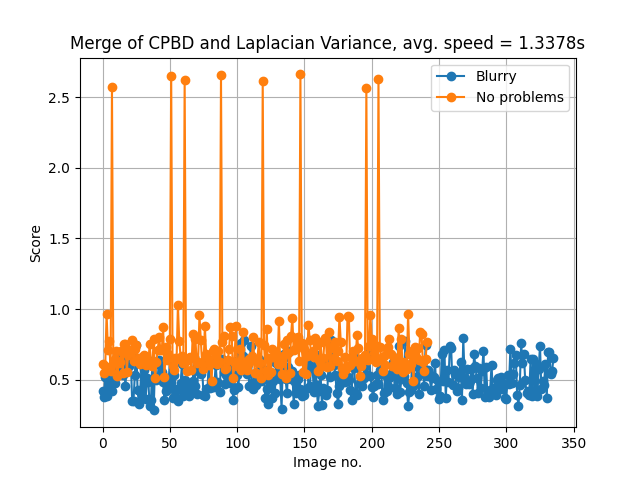 Merge of CPBD and Laplacian Variance, avg. speed = 1.3378s
Blurry
No problems
2.5
2.0
1.5
1.0
0.5
Score
0 50 100 150 200 250 300 350
Image no.